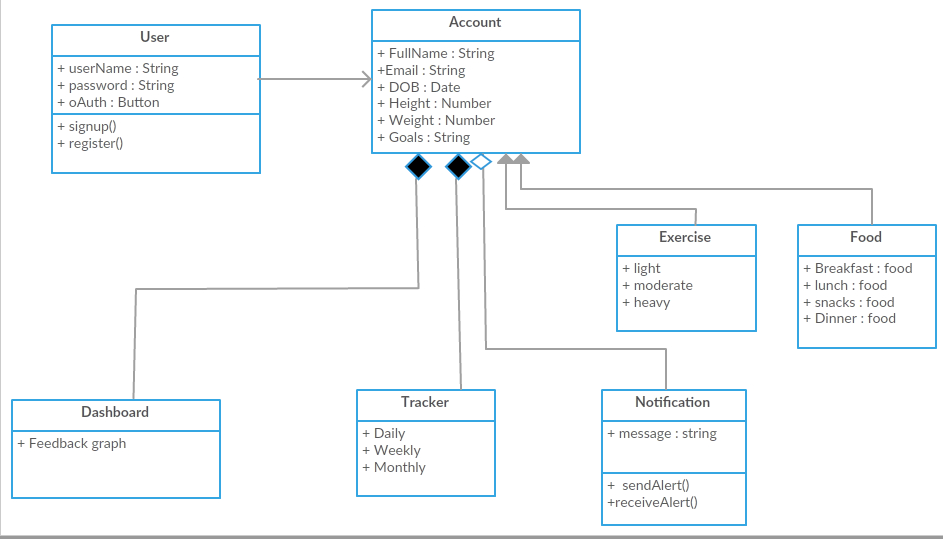 User
+ userName : String
+ password : String
+ oAuth : Button
+ signup()
+ register()
Account
+ FullName : String
+Email : String
+ DOB : Date
+ Height : Number
+ Weight : Number
+ Goals : String
Exercise
+ light
+ moderate
+ heavy
Food
+ Breakfast : food
+ lunch : food
+ snacks : food
+ Dinner : food
Dashboard
+ Feedback graph
Tracker
+ Daily
+ Weekly
+ Monthly
Notification
+ message : string
+ sendAlert()
+receiveAlert()